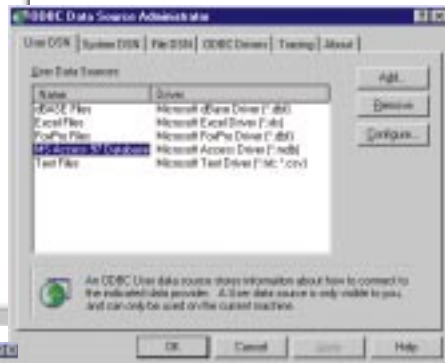 ODBC Data Source Administrator
User DSN System DSN File DSN ODBC Drivers Tracing About
User Data Sources:
Name Driver
dBASE Files Microsoft dBase Driver (*.dbf)
Excel Files Microsoft Excel Driver (*.xls)
FoxPro Files Microsoft FoxPro Driver (*.dbf)
MS Access 97 Database Microsoft Access Driver (*.mdb)
Text Files Microsoft Text Driver (*.txt; *.csv)
Add...
Remove
Configure...
An ODBC User data source stores information about how to connect to
the indicated data provider. A User data source is only visible to you,
and can only be used on the current machine.
OK Cancel Apply Help